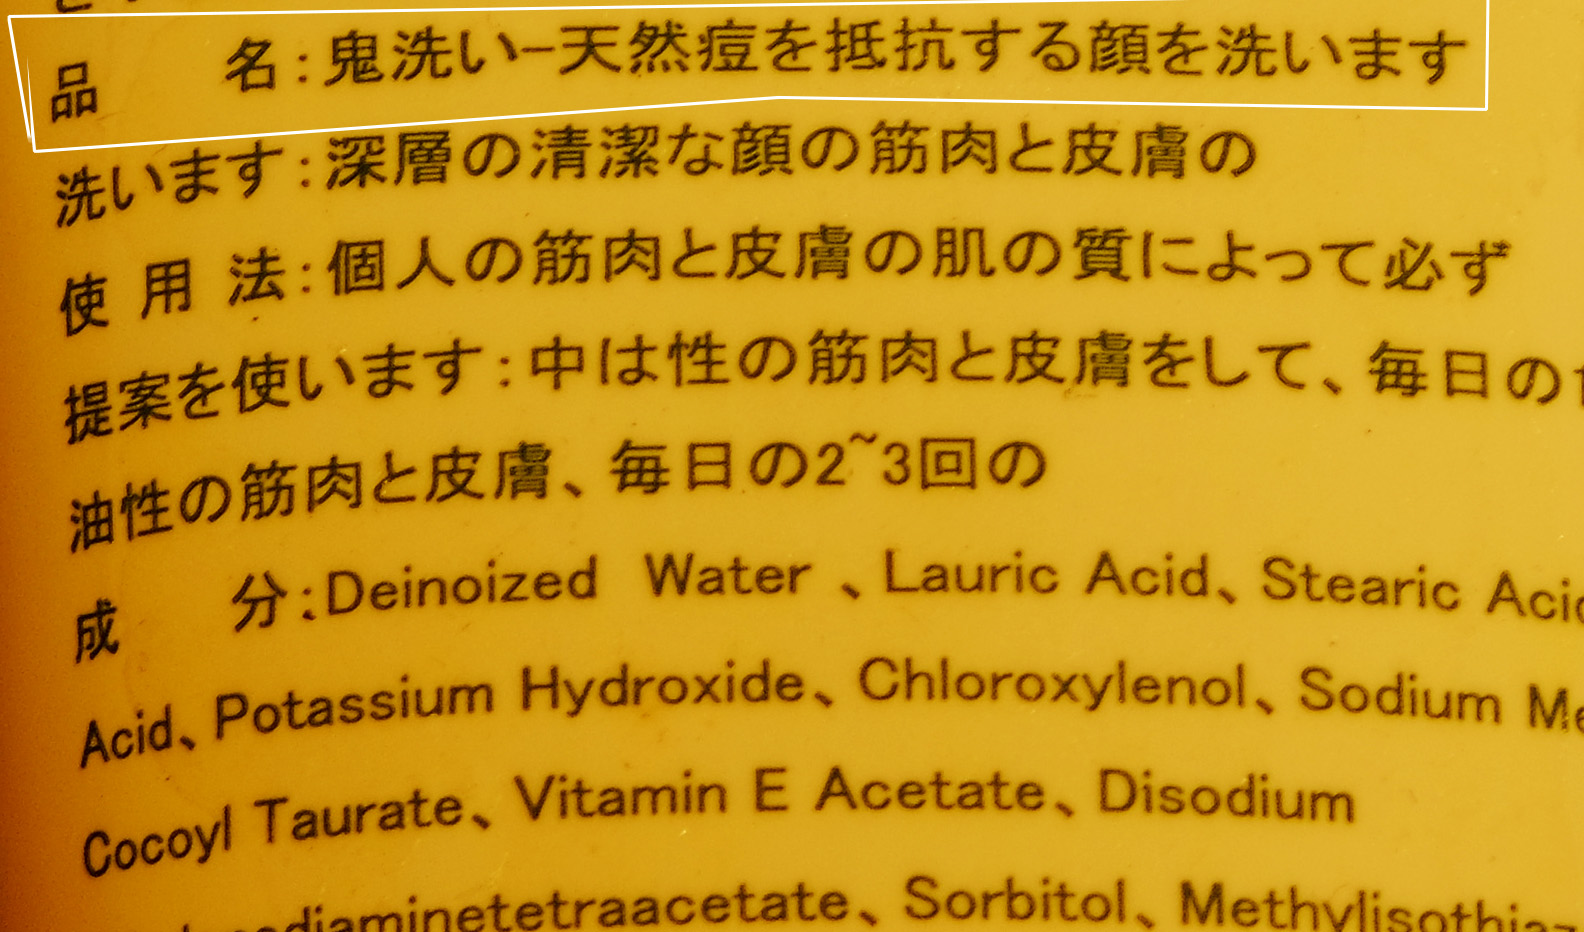 品名:鬼洗い-天然痘を抵抗する顔を洗います
洗います:深層の清潔な顔の筋肉と皮膚の
使用法:個人の筋肉と皮膚の肌の質によって必ず
提案を使います:中は性の筋肉と皮膚をして、毎日の
油性の筋肉と皮膚、毎日の2~3回の
成分:Deinoized Water、Lauric Acid、Stearic
Acid、Potassium Hydroxide、Chloroxylenol、Sodium
Cocoyl Taurate、Vitamin E Acetate、Disodium
Sorbitol、